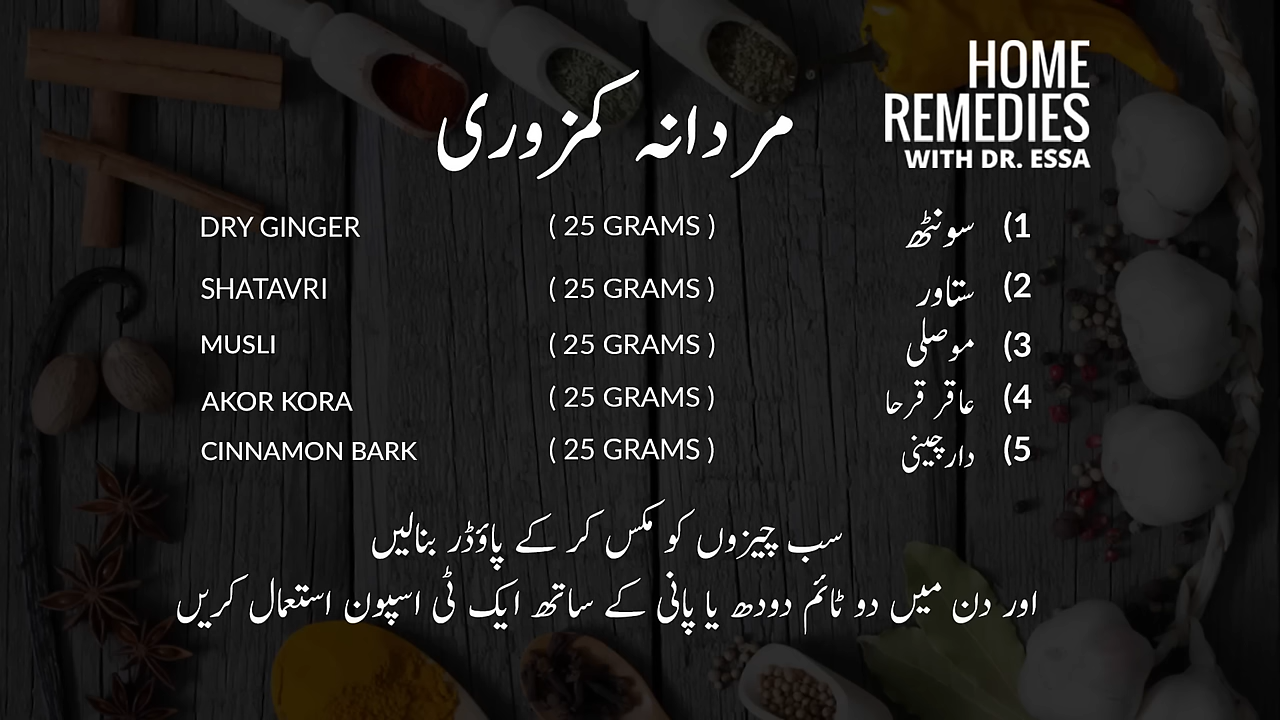 HOME
REMEDIES
WITH DR. ESSA
مردانہ کمزوری
1) سونٹھ ( 25 GRAMS ) DRY GINGER
2) ستاور ( 25 GRAMS ) SHATAVRI
3) موصلی ( 25 GRAMS ) MUSLI
4) عاقر قرحا ( 25 GRAMS ) AKOR KORA
5) دارچینی ( 25 GRAMS ) CINNAMON BARK
سب چیزوں کو مکس کر کے پاؤڈر بنالیں
اور دن میں دو ٹائم دودھ یا پانی کے ساتھ ایک ٹی اسپون استعمال کریں